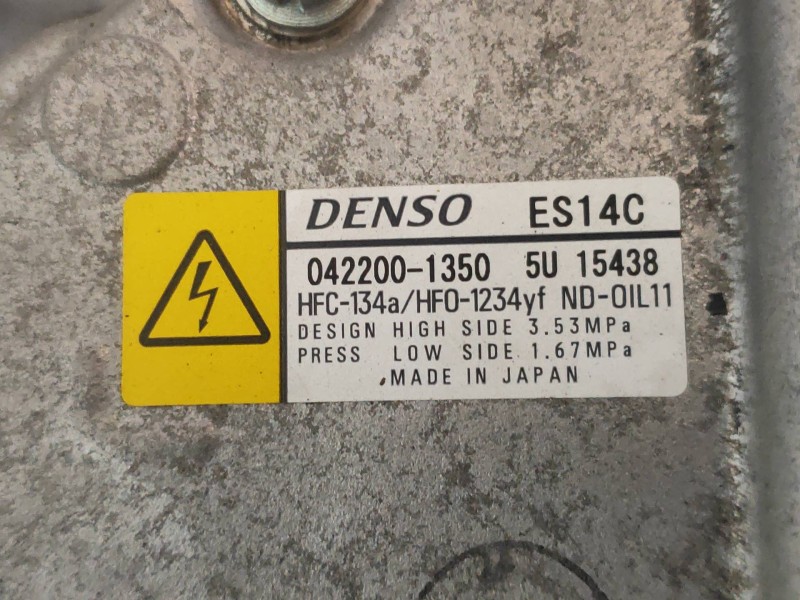 DENSO ES14C
042200-1350 5U 15438
HFC-134a/HFO-1234yf ND-OIL11
DESIGN HIGH SIDE 3.53MPa
PRESS LOW SIDE 1.67MPa
MADE IN JAPAN